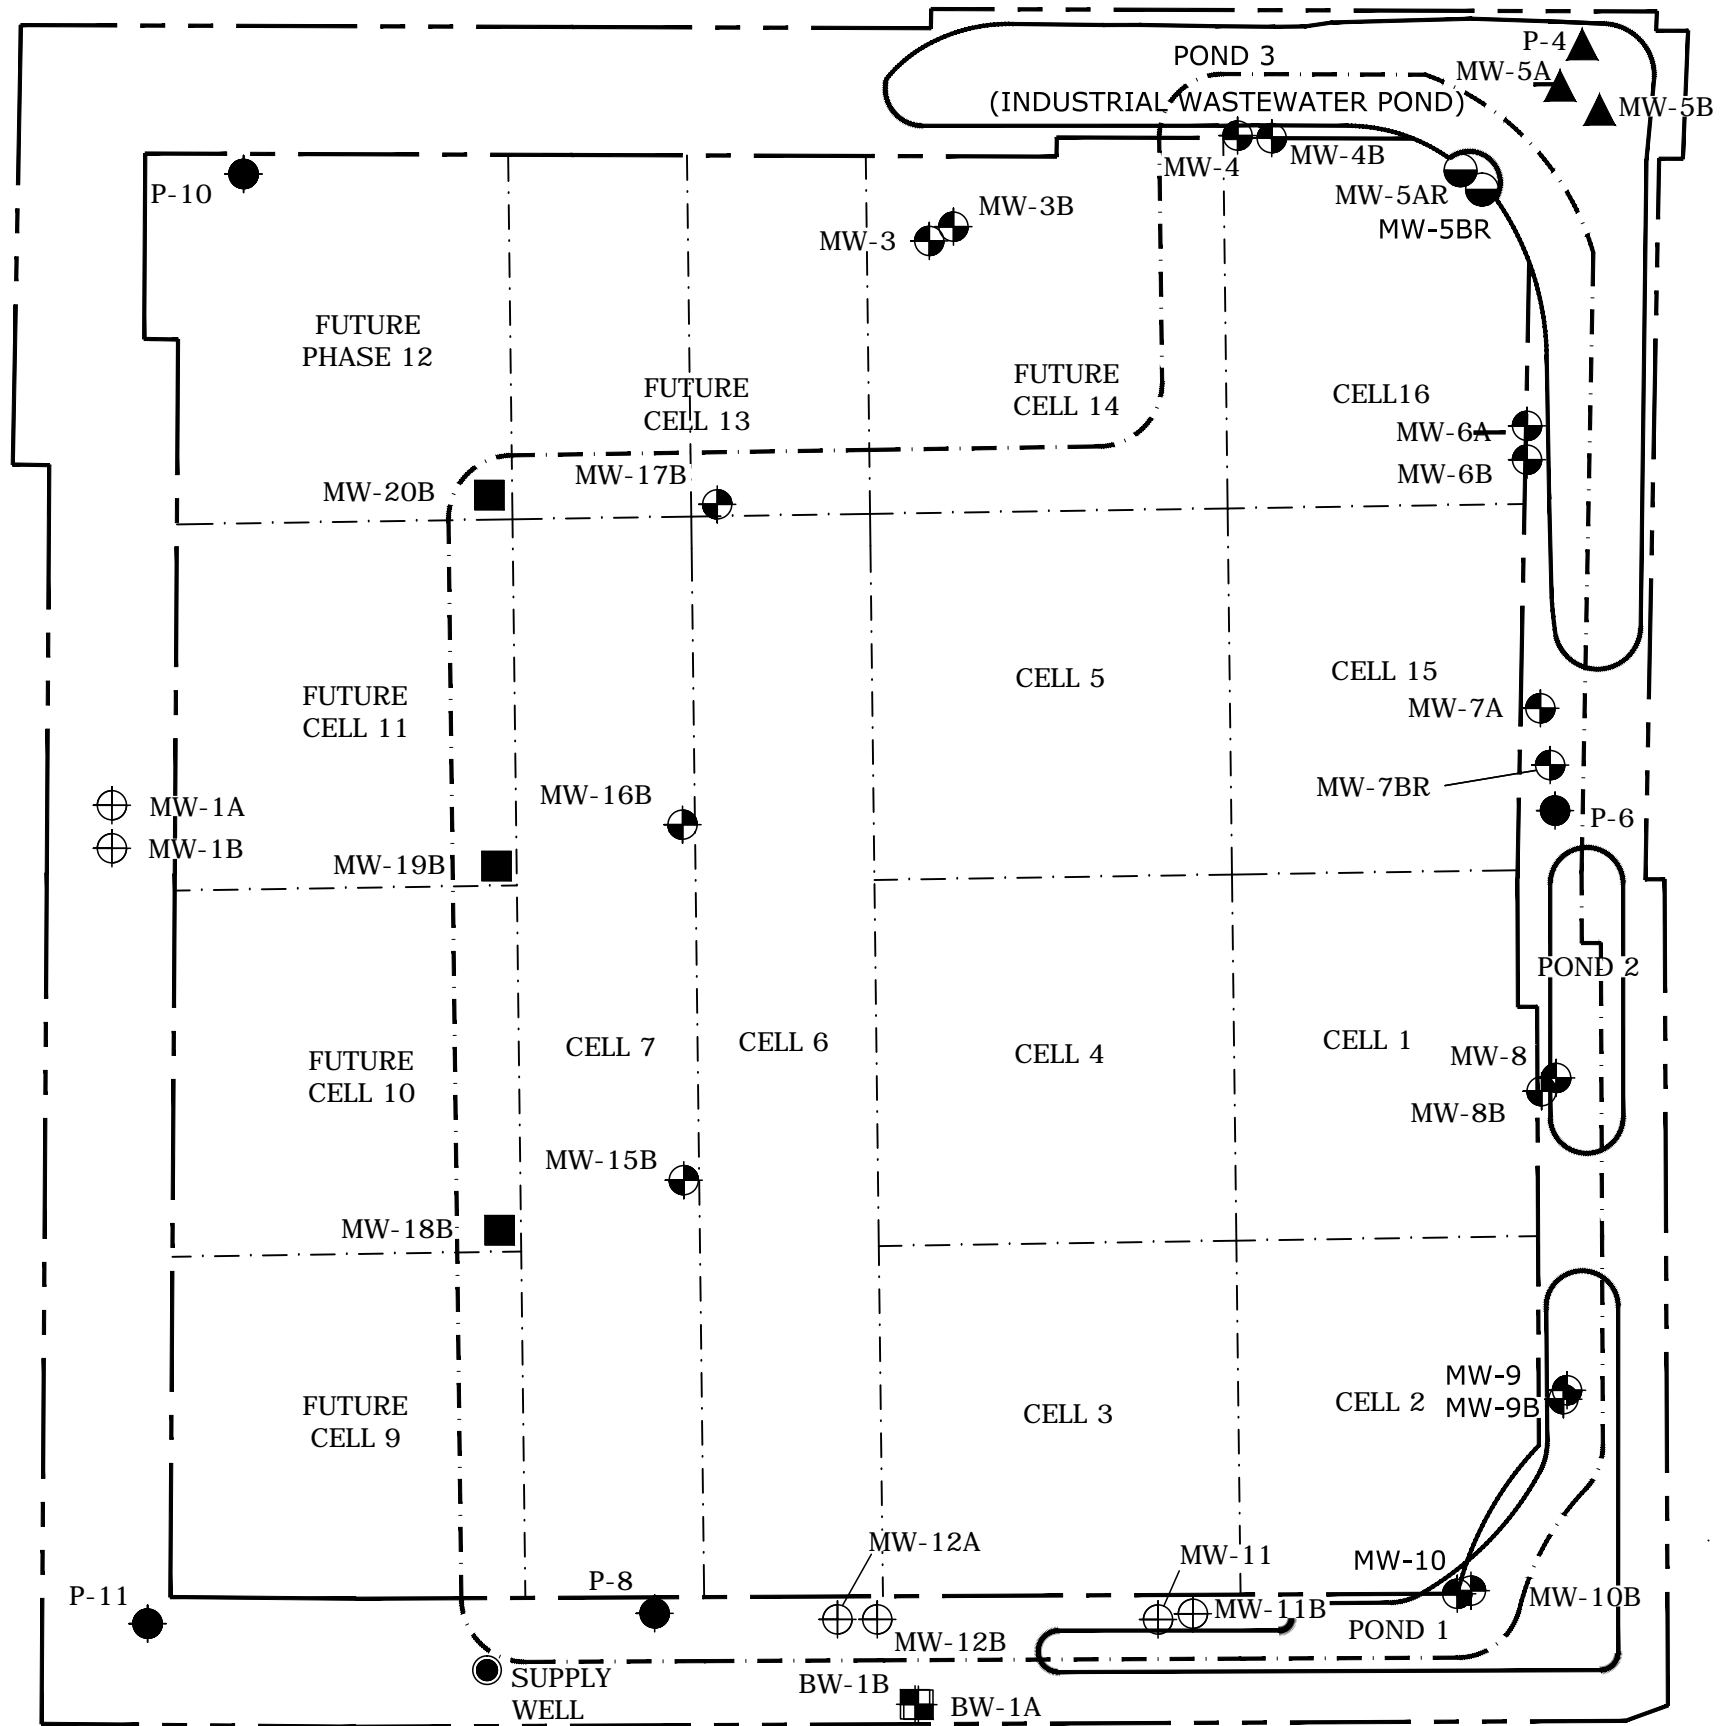 P-4
POND 3
MW-5A
(INDUSTRIAL WASTEWATER POND)
MW-5B
MW-4
MW-4B
P-10
MW-5AR
MW-3B
MW-5BR
MW-3
FUTURE
PHASE 12
FUTURE
CELL 13
FUTURE
CELL 14
CELL16
MW-6A
MW-6B
MW-17B
MW-20B
FUTURE
CELL 11
CELL 5
CELL 15
MW-7A
MW-7BR
MW-16B
MW-1A
P-6
MW-1B
MW-19B
POND 2
CELL 7
CELL 6
CELL 4
CELL 1
MW-8
FUTURE
CELL 10
MW-8B
MW-15B
MW-18B
MW-9
MW-9B
FUTURE
CELL 9
CELL 3
CELL 2
MW-12A
MW-11
MW-10
P-8
P-11
MW-10B
MW-11B
POND 1
MW-12B
SUPPLY
WELL
BW-1B
BW-1A